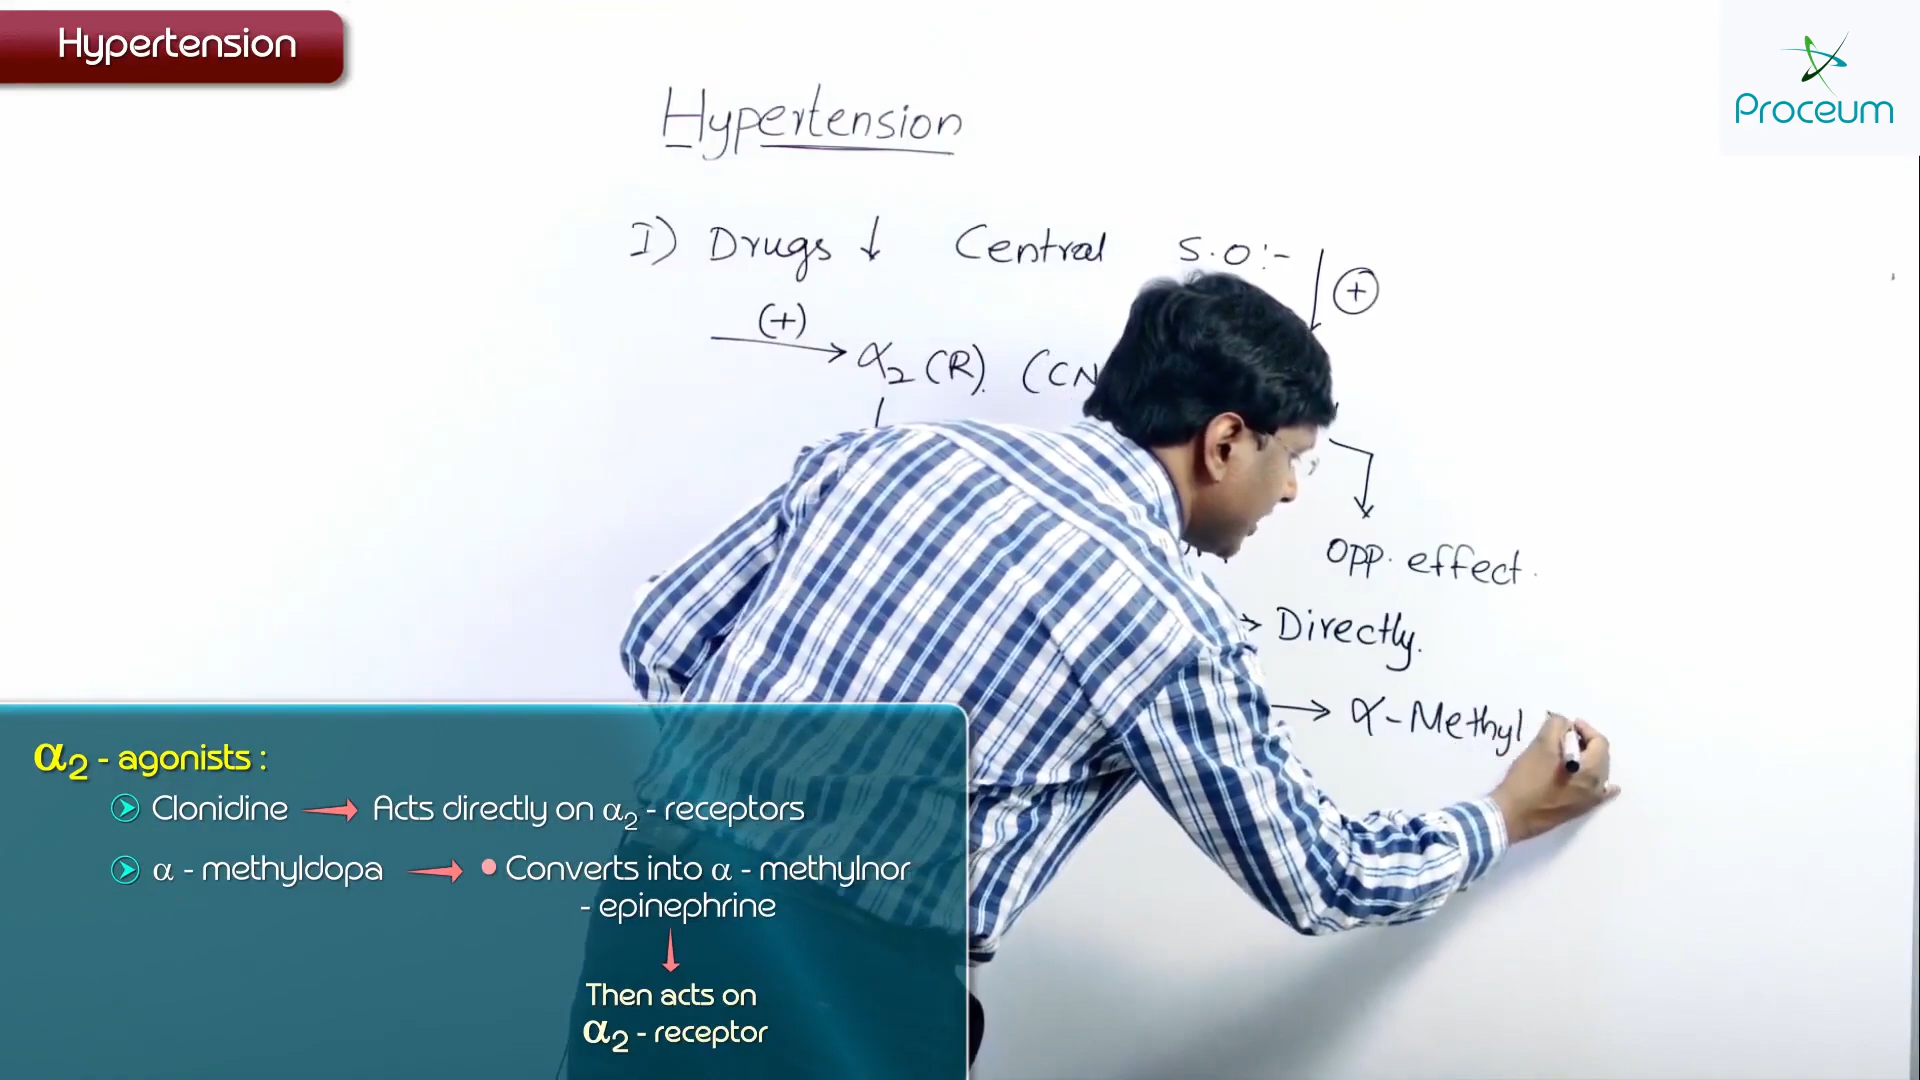 Hypertension
Proceum
Hypertension
I) Drugs ↓ Central S.O:-
(+)
(+)
→ α₂ (R). (CN
Opp. effect.
→ Directly.
→ α-Methyl
α₂ - agonists :
Clonidine → Acts directly on α₂ - receptors
α - methyldopa → • Converts into α - methylnor
- epinephrine
↓
Then acts on
α₂ - receptor